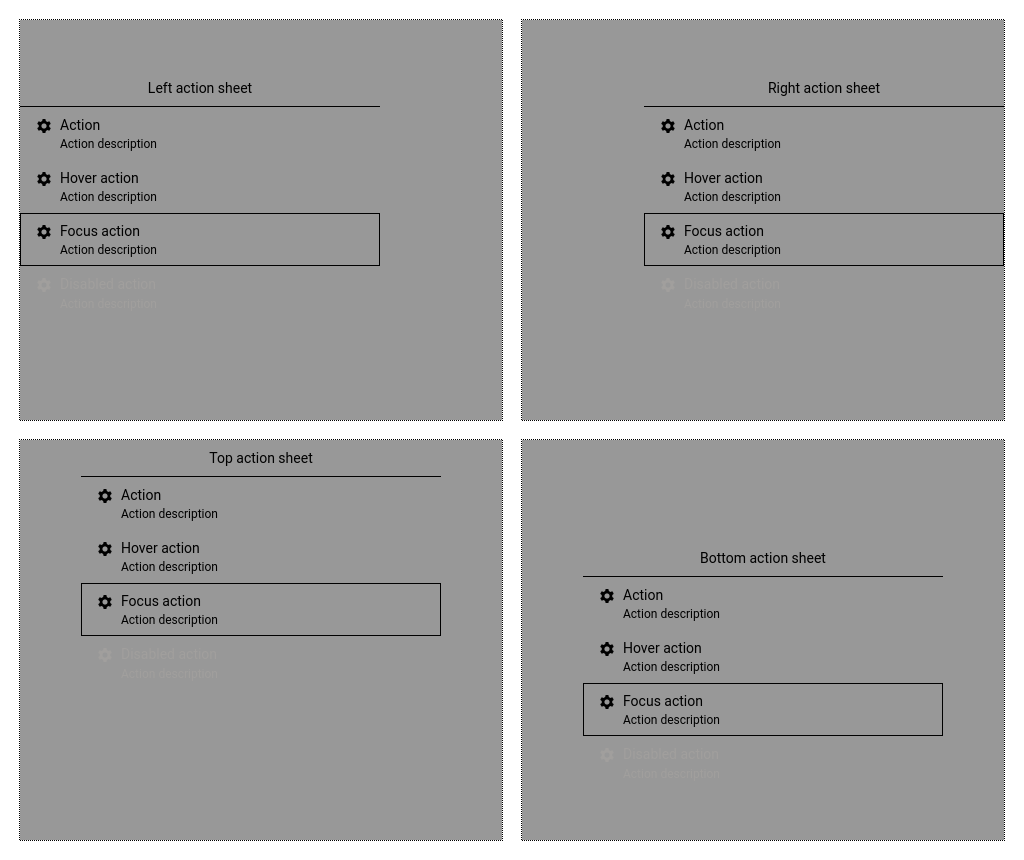 Left action sheet
Action
Action description
Hover action
Action description
Focus action
Action description
Disabled action
Action description
Right action sheet
Action
Action description
Hover action
Action description
Focus action
Action description
Disabled action
Action description
Top action sheet
Action
Action description
Hover action
Action description
Focus action
Action description
Disabled action
Action description
Bottom action sheet
Action
Action description
Hover action
Action description
Focus action
Action description
Disabled action
Action description